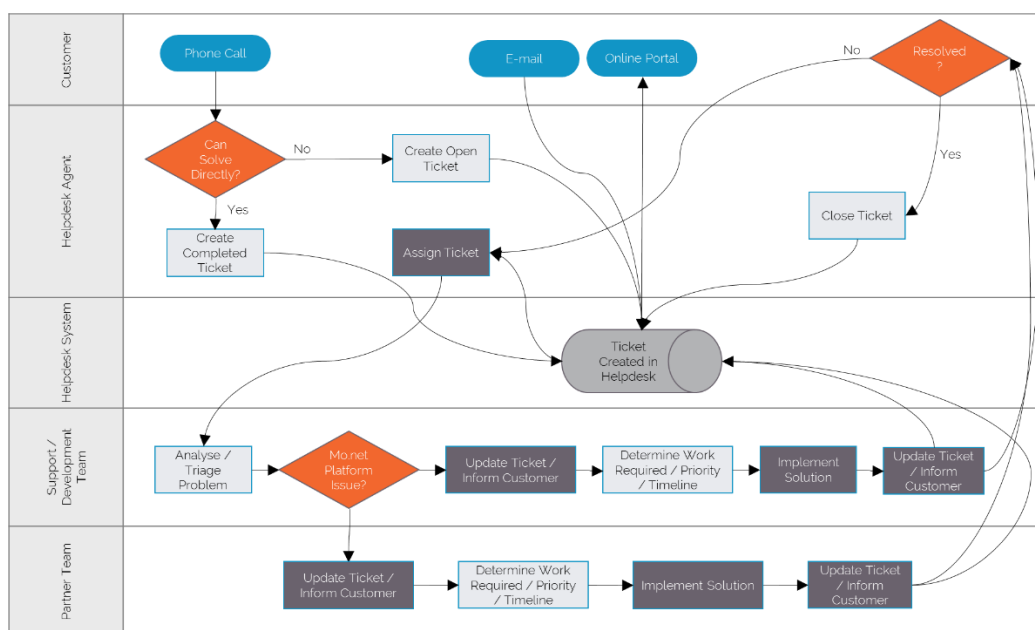 Customer
Phone Call
E-mail
Online Portal
No
Resolved
?
Helpdesk Agent
Can
Solve
Directly?
No
Create Open
Ticket
Yes
Yes
Create
Completed
Ticket
Assign Ticket
Close Ticket
Helpdesk System
Ticket
Created in
Helpdesk
Support /
Development
Team
Analyse /
Triage
Problem
Mo.net
Platform
Issue?
Update Ticket /
Inform Customer
Determine Work
Required / Priority
/ Timeline
Implement
Solution
Update Ticket
/ Inform
Customer
Partner Team
Update Ticket /
Inform Customer
Determine Work
Required / Priority
/ Timeline
Implement Solution
Update Ticket
/ Inform
Customer